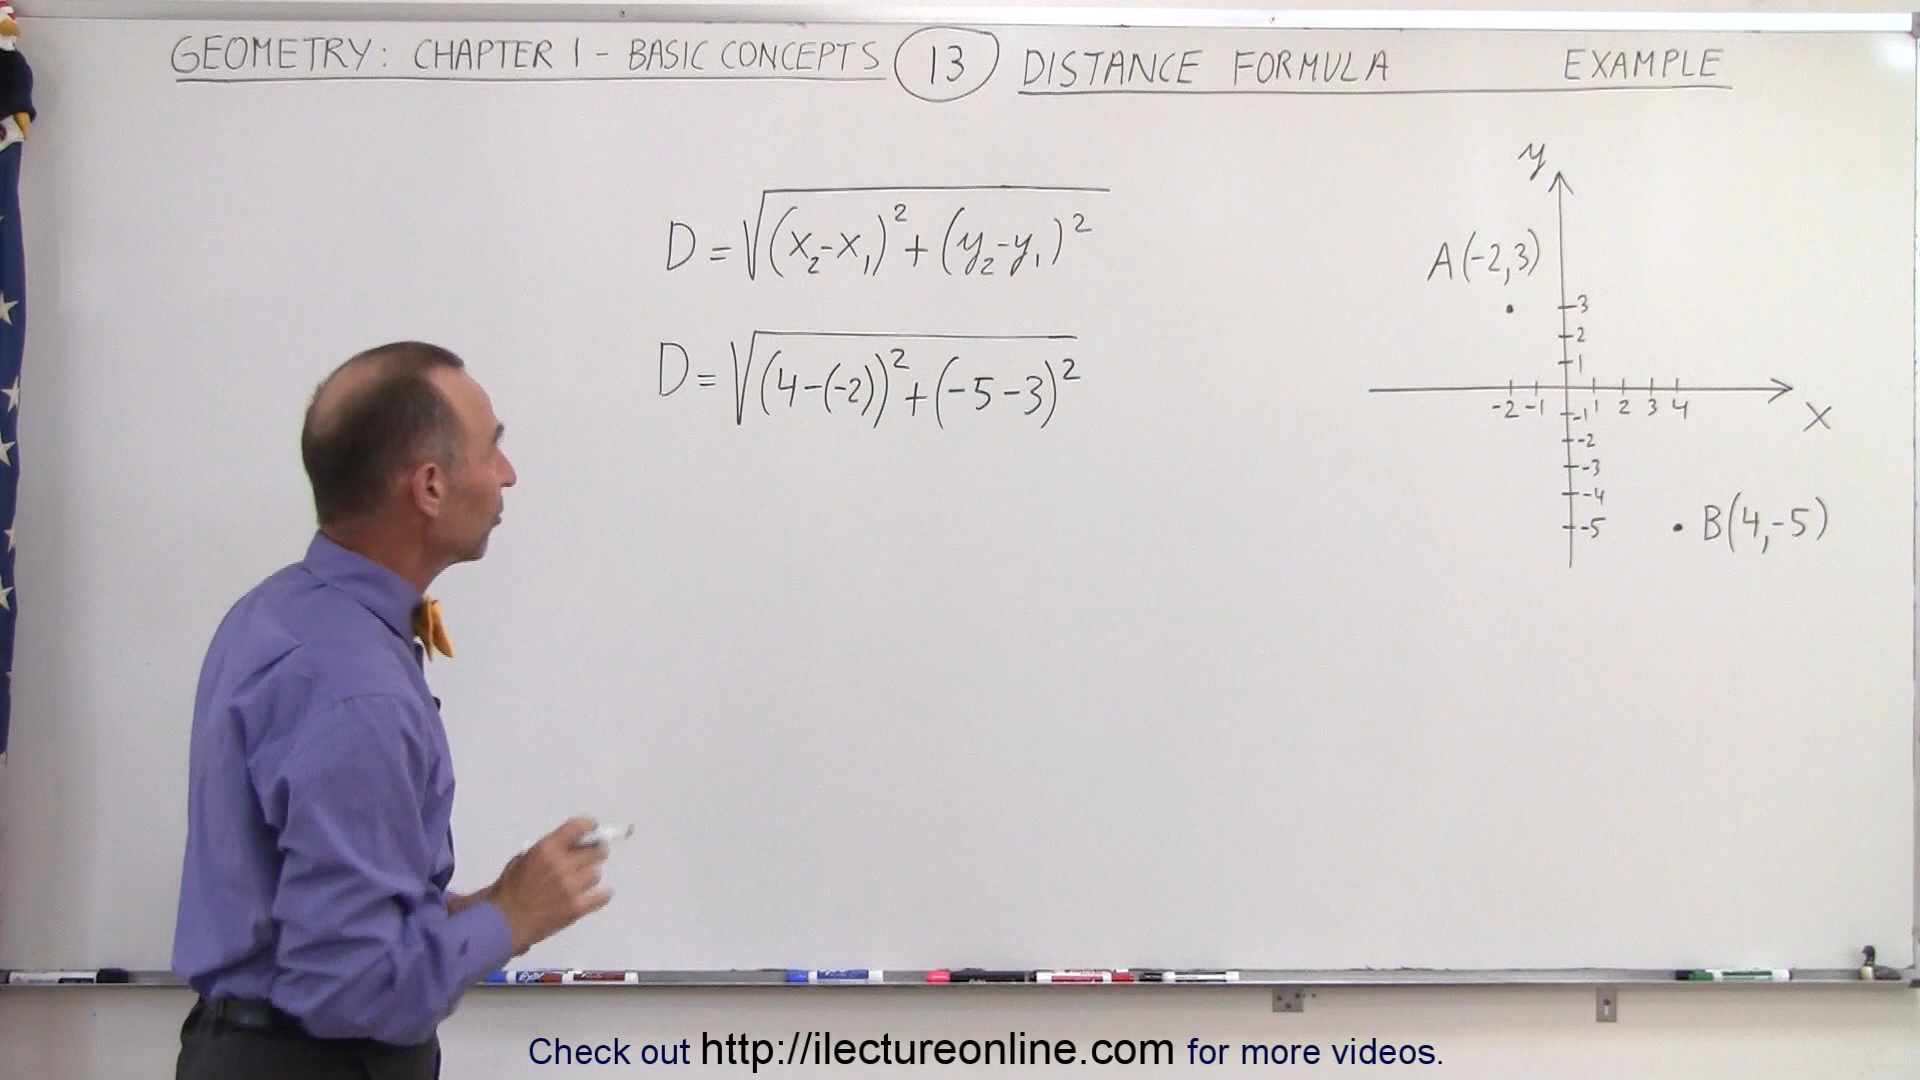 GEOMETRY: CHAPTER 1 - BASIC CONCEPTS 13 DISTANCE FORMULA EXAMPLE
D = √(x₂-x₁)² + (y₂-y₁)²
D = √(4-(-2))² + (-5-3)²
y
A(-2,3)
3
2
1
-2 -1 1 2 3 4
x
-1
-2
-3
-4
-5
B(4,-5)
EXPO
Check out http://ilectureonline.com for more videos.